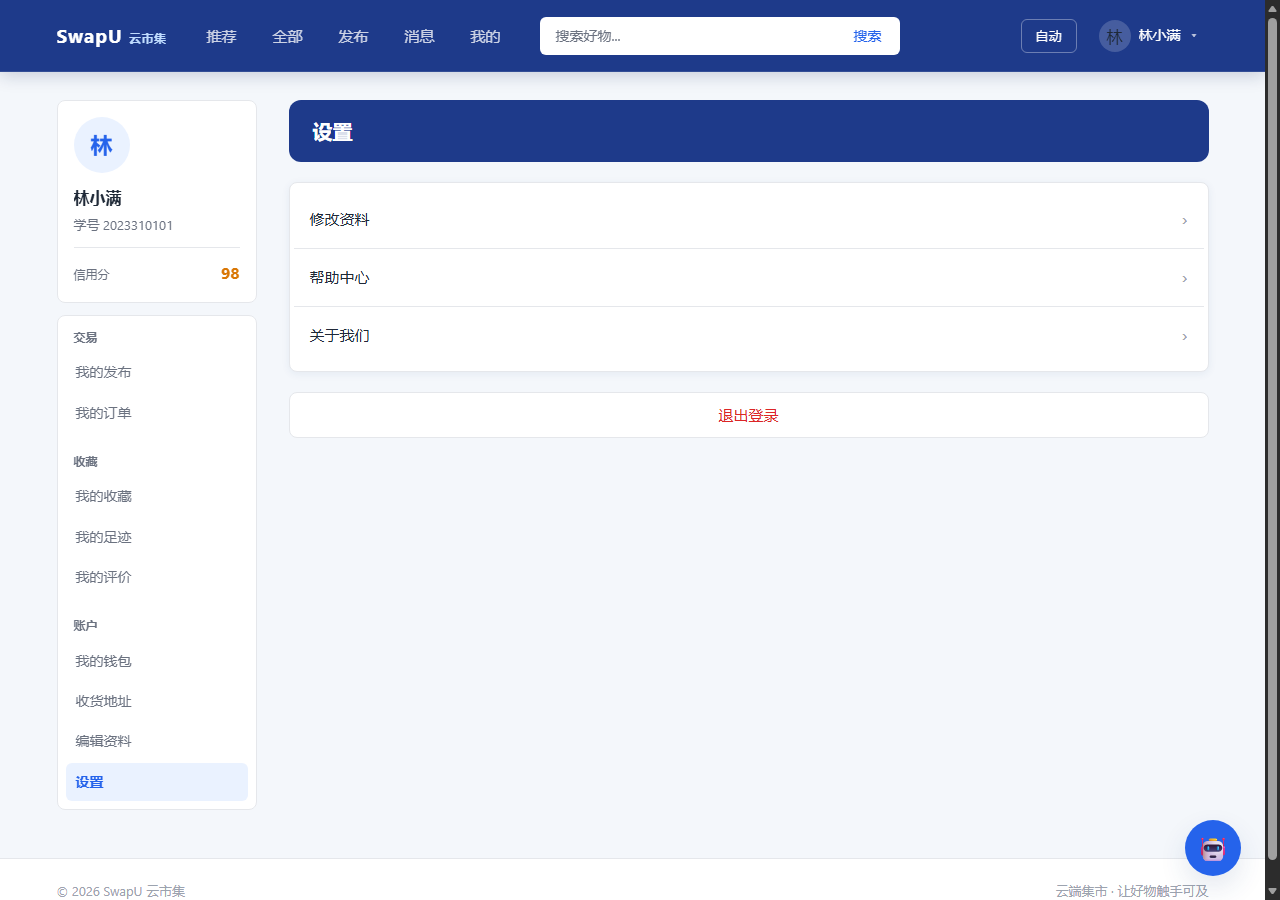 SwapU 云市集 推荐 全部 发布 消息 我的 搜索好物... 搜索 自动 林 林小满
林
林小满
学号 2023310101
信用分 98
交易
我的发布
我的订单
收藏
我的收藏
我的足迹
我的评价
账户
我的钱包
收货地址
编辑资料
设置
设置
修改资料 ›
帮助中心 ›
关于我们 ›
退出登录
© 2026 SwapU 云市集 云端集市 · 让好物触手可及